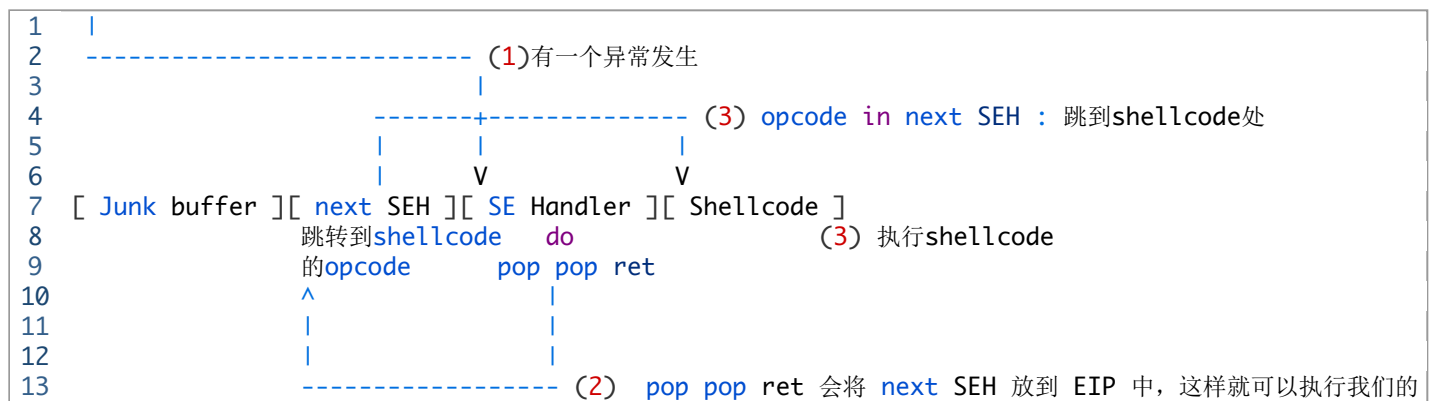 1 |
2 --------------------------- (1)有一个异常发生
3 |
4 -------+-------------- (3) opcode in next SEH : 跳到shellcode处
5 | | |
6 | V V
7 [ Junk buffer ][ next SEH ][ SE Handler ][ Shellcode ]
8 跳转到shellcode do (3) 执行shellcode
9 的opcode pop pop ret
10 ^ |
11 | |
12 | |
13 ------------------ (2) pop pop ret 会将 next SEH 放到 EIP 中，这样就可以执行我们的